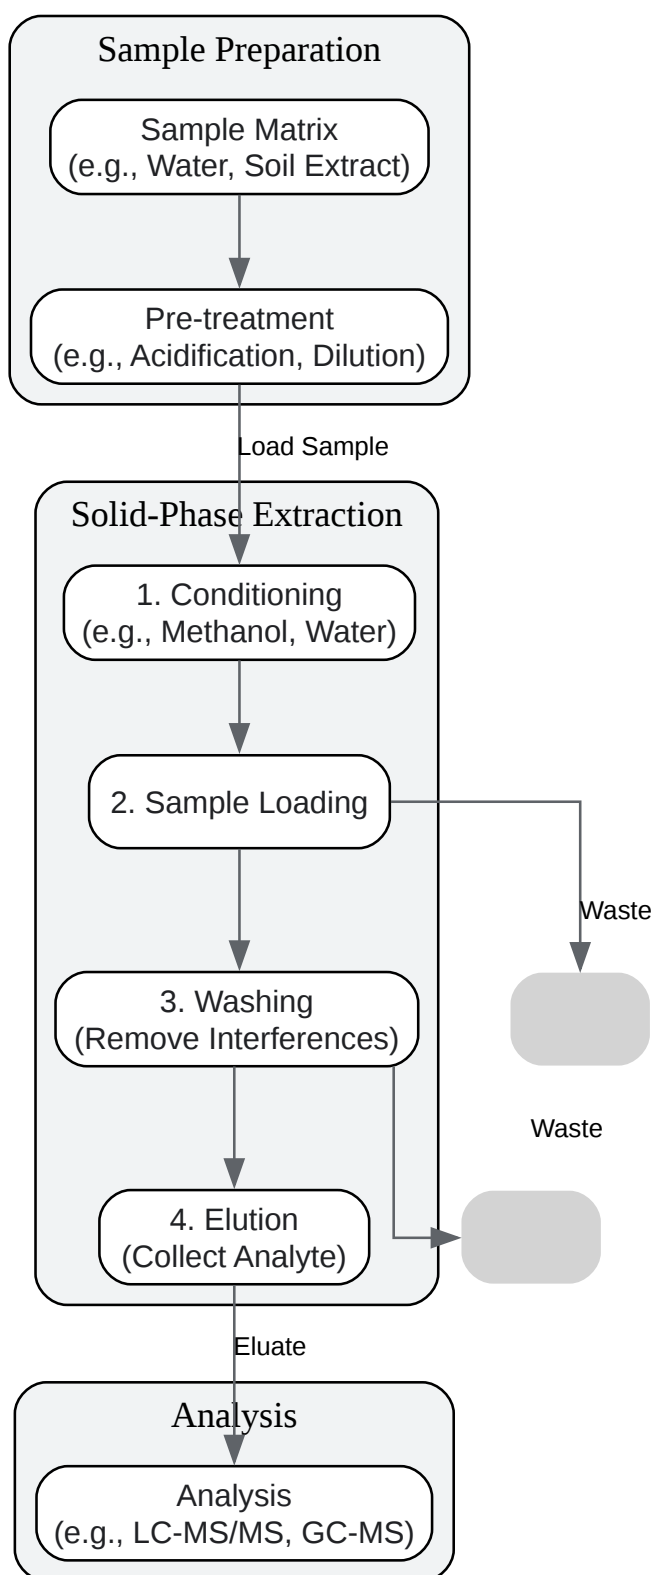 Sample Preparation
Sample Matrix
(e.g., Water, Soil Extract)
Pre-treatment
(e.g., Acidification, Dilution)
Load Sample
Solid-Phase Extraction
1. Conditioning
(e.g., Methanol, Water)
2. Sample Loading
Waste
3. Washing
(Remove Interferences)
Waste
4. Elution
(Collect Analyte)
Eluate
Analysis
Analysis
(e.g., LC-MS/MS, GC-MS)